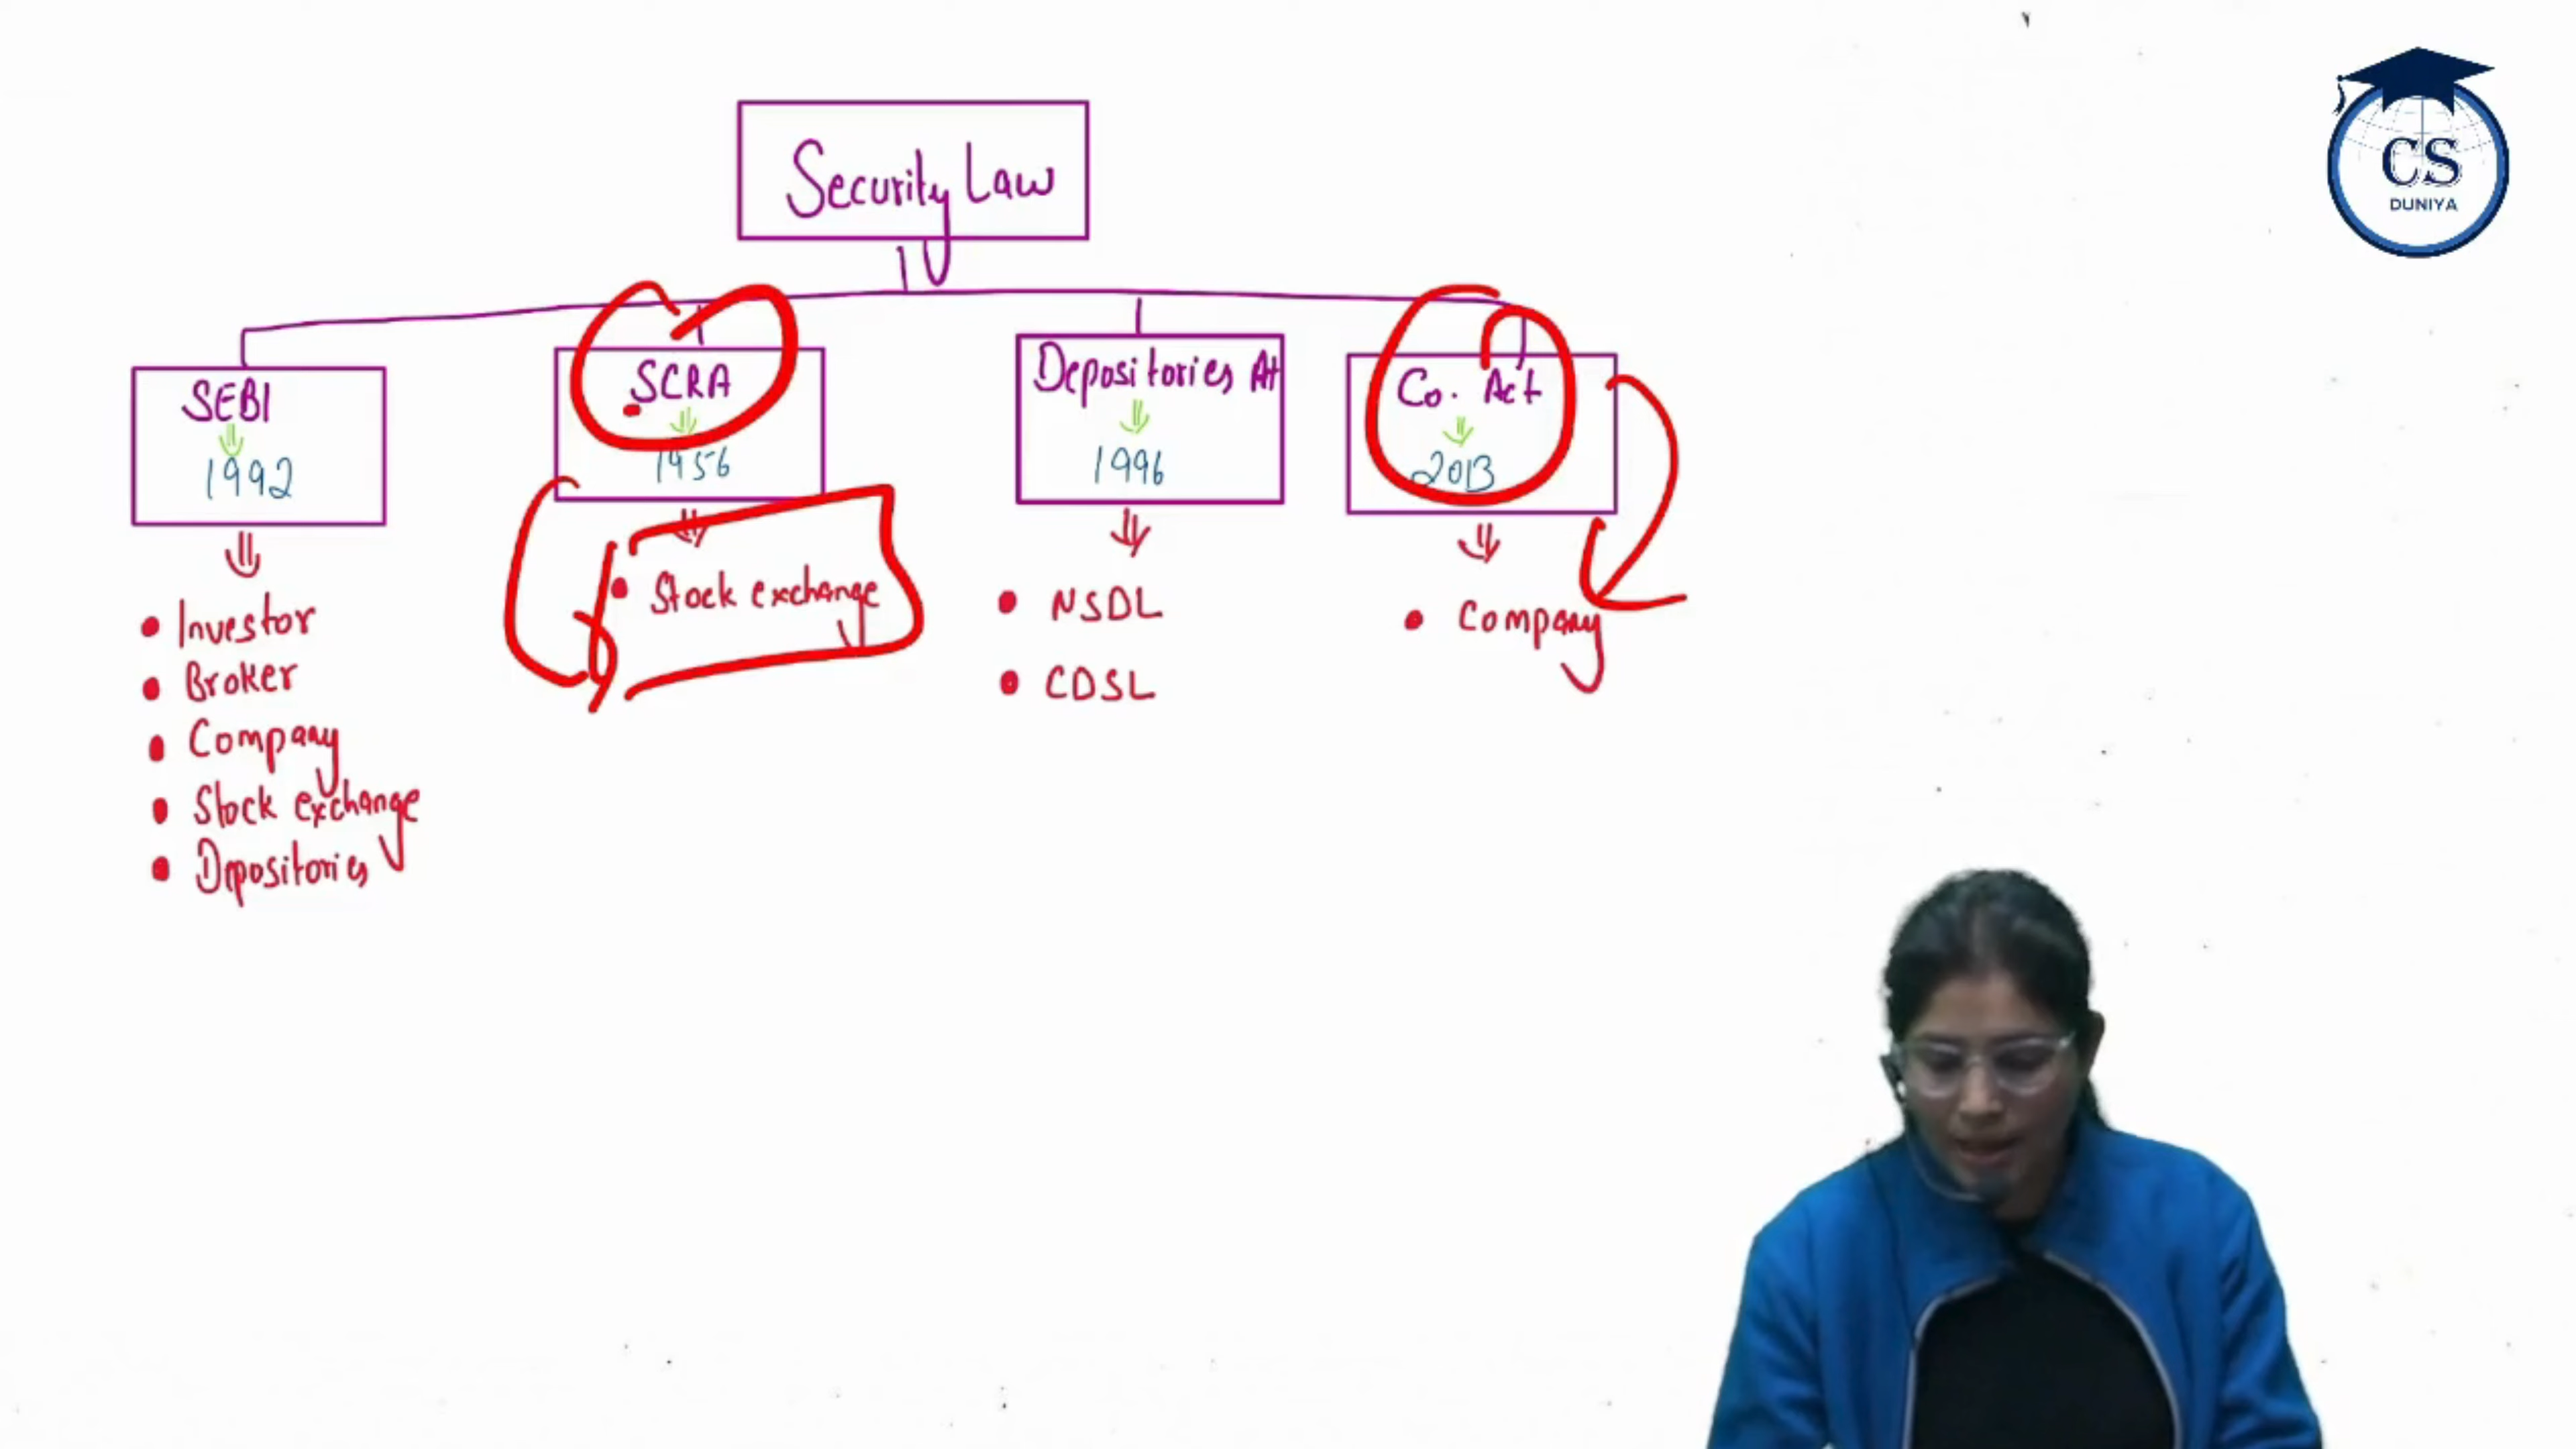 CS
DUNIYA
Security Law
SEBI
1992
Investor
Broker
Company
Stock exchange
Depositories
SCRA
1956
Stock exchange
Depositories At
1996
NSDL
CDSL
Co. Act
2013
Company